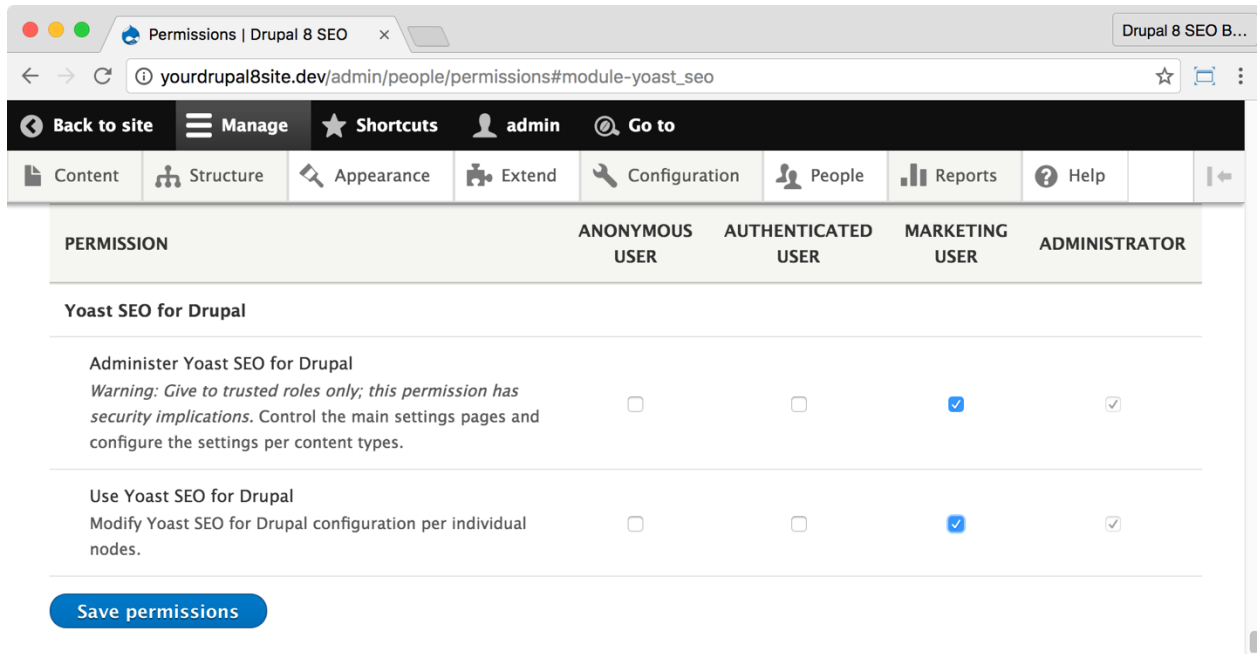 Permissions | Drupal 8 SEO
Drupal 8 SEO B...
yourdrupal8site.dev/admin/people/permissions#module-yoast_seo
Back to site Manage Shortcuts admin Go to
Content Structure Appearance Extend Configuration People Reports Help
PERMISSION ANONYMOUS USER AUTHENTICATED USER MARKETING USER ADMINISTRATOR
Yoast SEO for Drupal
Administer Yoast SEO for Drupal
Warning: Give to trusted roles only; this permission has
security implications. Control the main settings pages and
configure the settings per content types.
Use Yoast SEO for Drupal
Modify Yoast SEO for Drupal configuration per individual
nodes.
Save permissions